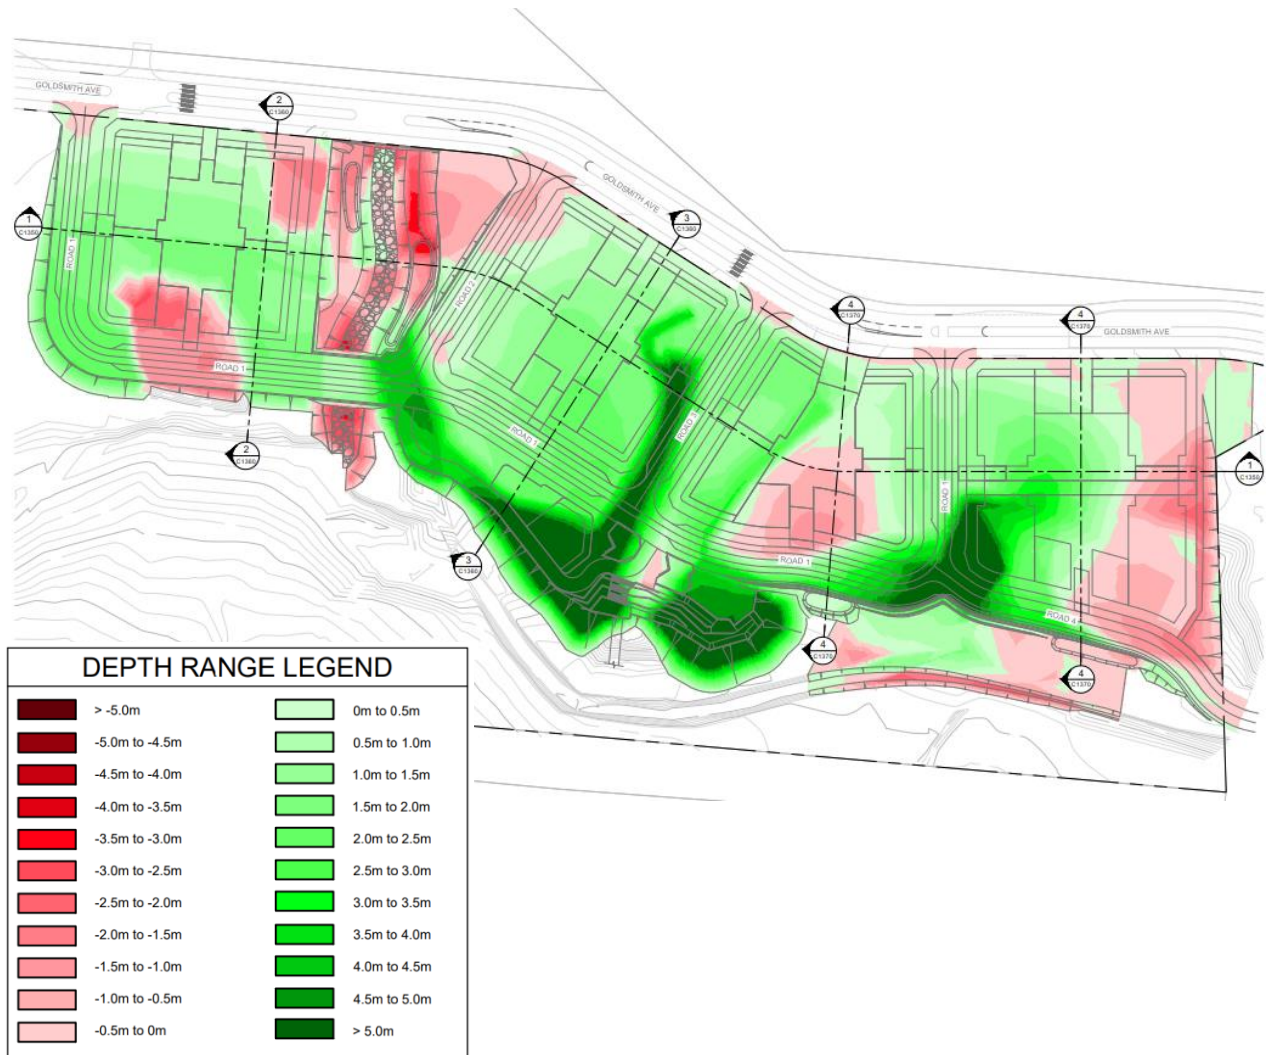 GOLDSMITH AVE
2
C1360
1
C1350
ROAD 1
ROAD 2
GOLDSMITH AVE
3
C1360
4
C1370
4
C1370
GOLDSMITH AVE
ROAD 1
ROAD 1
ROAD 3
2
C1360
3
C1360
ROAD 1
ROAD 1
1
C1350
ROAD 4
4
C1370
4
C1370
DEPTH RANGE LEGEND
> -5.0m 0m to 0.5m
-5.0m to -4.5m 0.5m to 1.0m
-4.5m to -4.0m 1.0m to 1.5m
-4.0m to -3.5m 1.5m to 2.0m
-3.5m to -3.0m 2.0m to 2.5m
-3.0m to -2.5m 2.5m to 3.0m
-2.5m to -2.0m 3.0m to 3.5m
-2.0m to -1.5m 3.5m to 4.0m
-1.5m to -1.0m 4.0m to 4.5m
-1.0m to -0.5m 4.5m to 5.0m
-0.5m to 0m > 5.0m